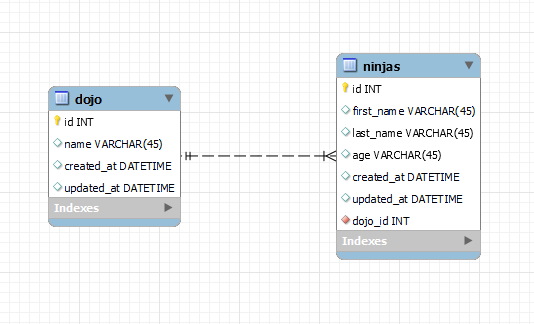 dojo
id INT
name VARCHAR(45)
created_at DATETIME
updated_at DATETIME
Indexes
ninjas
id INT
first_name VARCHAR(45)
last_name VARCHAR(45)
age VARCHAR(45)
created_at DATETIME
updated_at DATETIME
dojo_id INT
Indexes